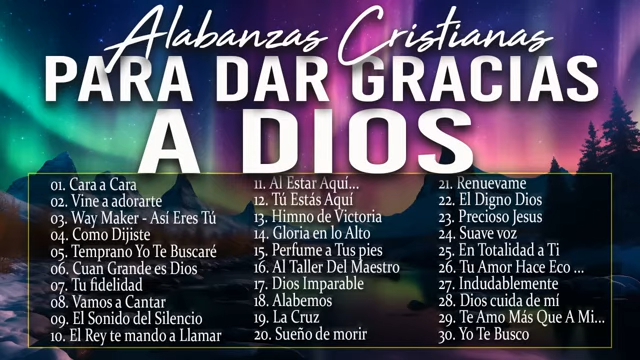 Alabanzas Cristianas
PARA DAR GRACIAS
A DIOS
01. Cara a Cara
02. Vine a adorarte
03. Way Maker - Así Eres Tú
04. Como Dijiste
05. Temprano Yo Te Buscaré
06. Cuan Grande es Dios
07. Tu fidelidad
08. Vamos a Cantar
09. El Sonido del Silencio
10. El Rey te mando a Llamar
11. Al Estar Aquí...
12. Tú Estás Aquí
13. Himno de Victoria
14. Gloria en lo Alto
15. Perfume a Tus pies
16. Al Taller Del Maestro
17. Dios Imparable
18. Alabemos
19. La Cruz
20. Sueño de morir
21. Renuevame
22. El Digno Dios
23. Precioso Jesus
24. Suave voz
25. En Totalidad a Ti
26. Tu Amor Hace Eco ...
27. Indudablemente
28. Dios cuida de mí
29. Te Amo Más Que A Mi...
30. Yo Te Busco